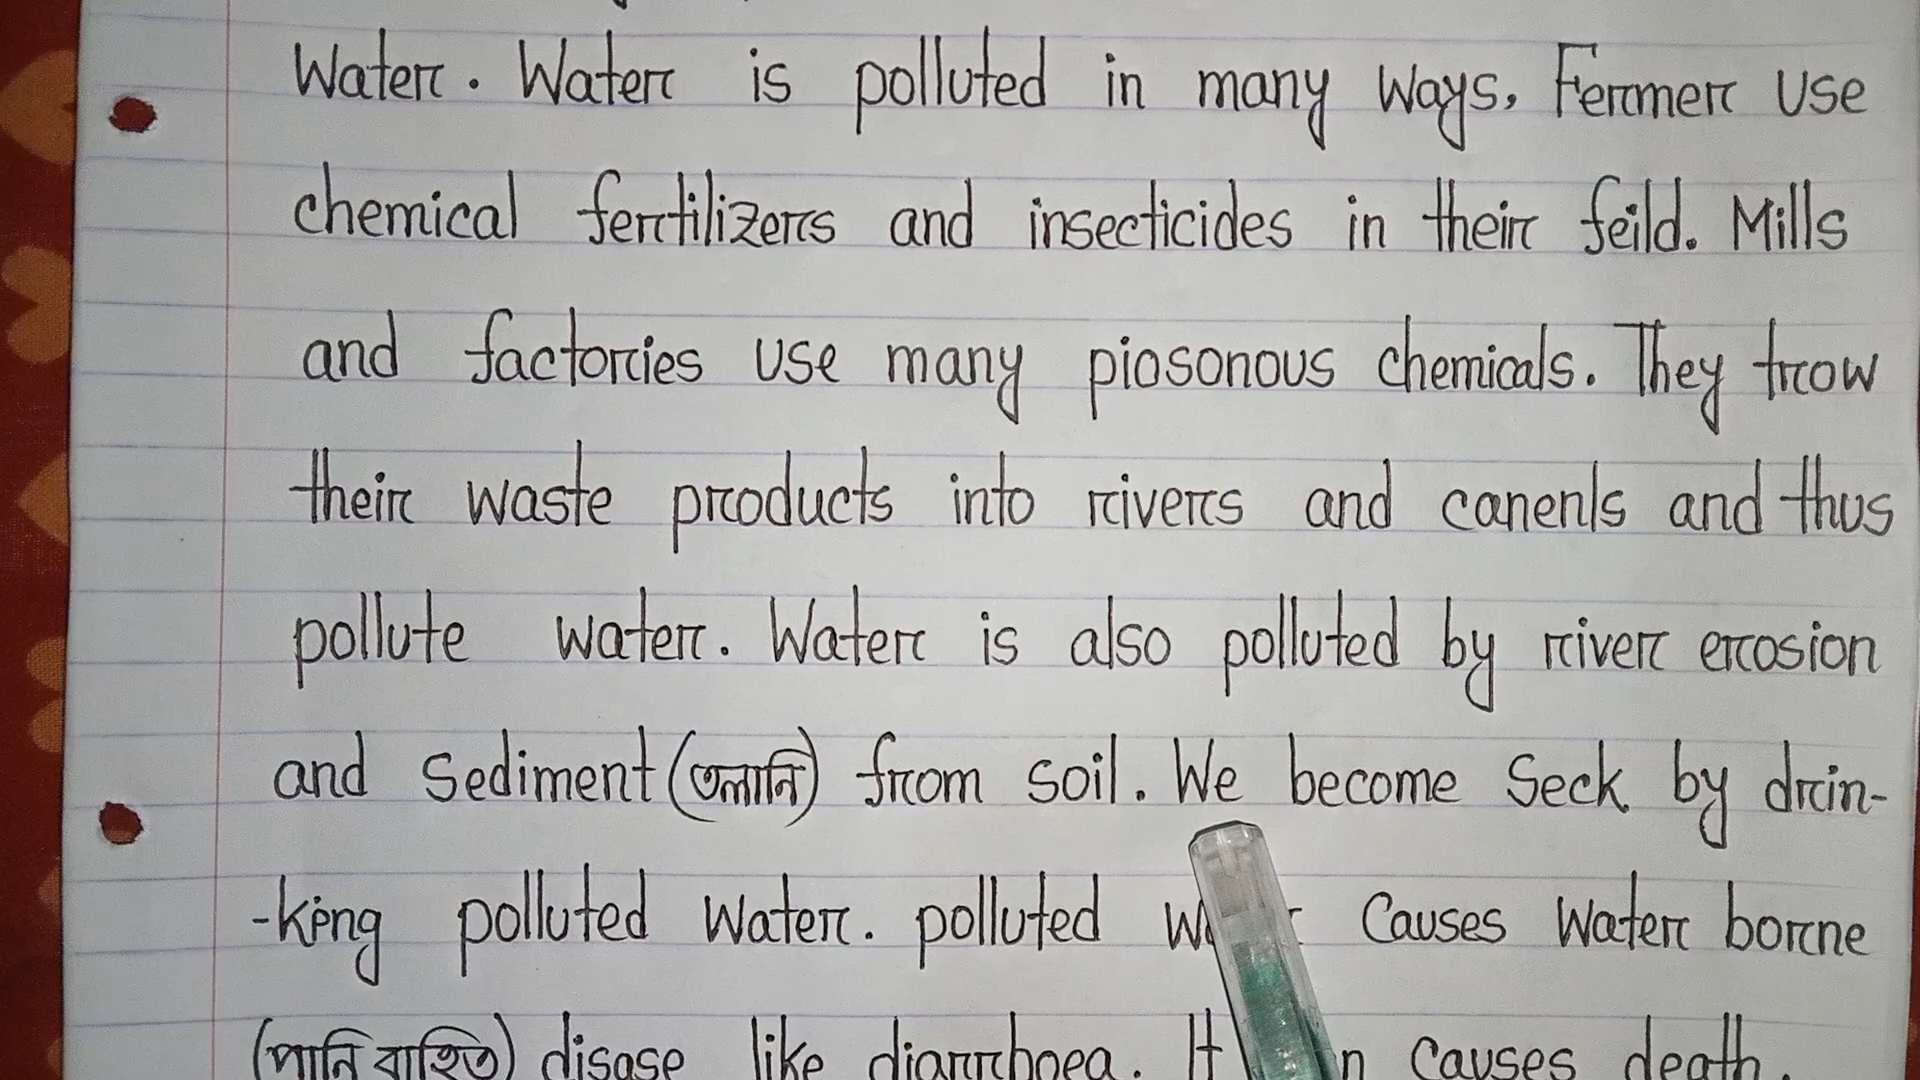 Water. Water is polluted in many ways. Fermer use
chemical fertilizers and insecticides in their feild. Mills
and factories use many piosonous chemicals. They trow
their waste products into rivers and canenls and thus
pollute water. Water is also polluted by river erosion
and sediment (তলানি) from soil. We become seck by drin-
-king polluted water. polluted causes water borne
(পানি বাহিত) disase like diarrhoea. It causes death.